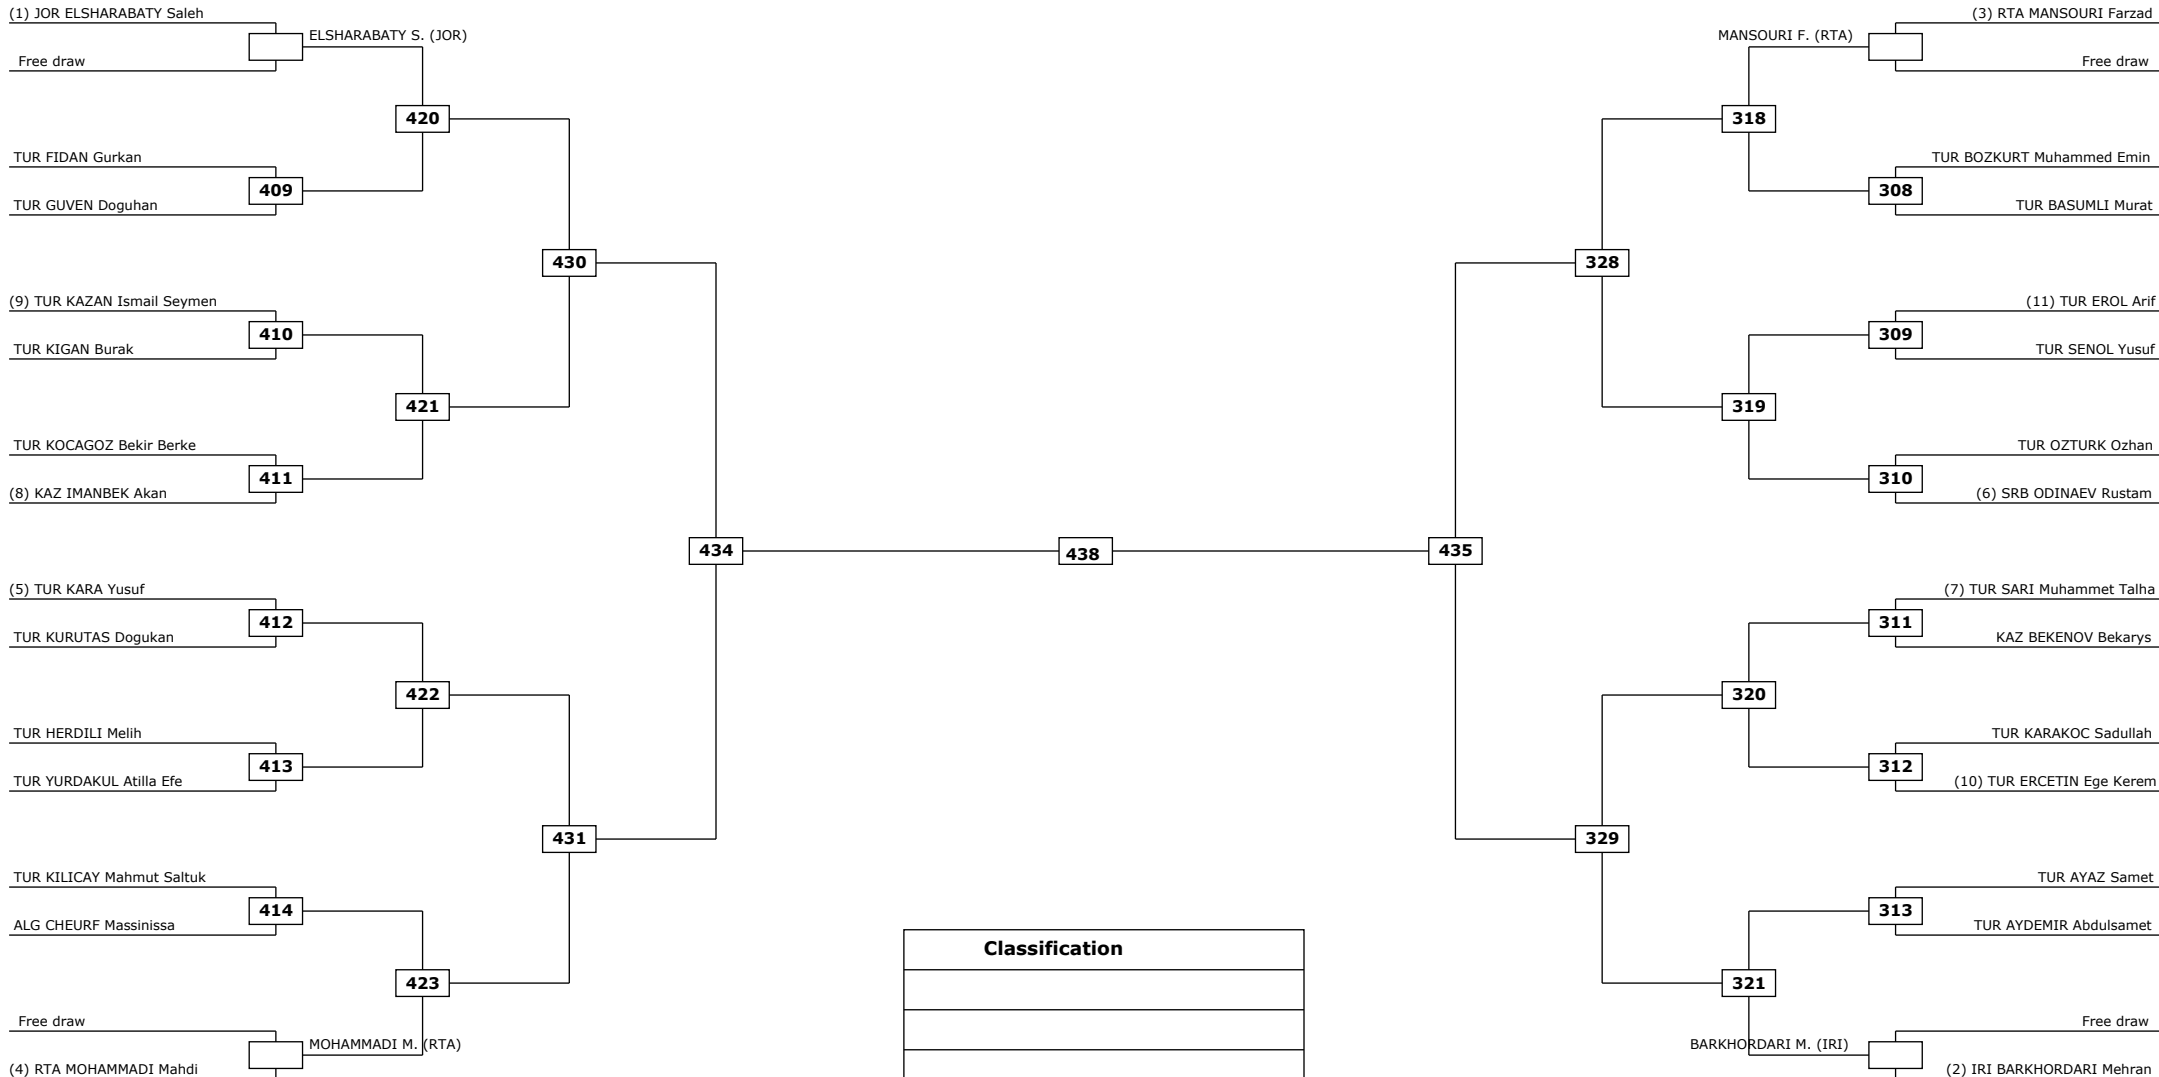 (1) JOR ELSHARABATY Saleh
ELSHARABATY S. (JOR)
Free draw
420
TUR FIDAN Gurkan
409
TUR GUVEN Doguhan
430
(9) TUR KAZAN Ismail Seymen
410
TUR KIGAN Burak
421
TUR KOCAGOZ Bekir Berke
411
(8) KAZ IMANBEK Akan
434
(5) TUR KARA Yusuf
412
TUR KURUTAS Dogukan
422
TUR HERDILI Melih
413
TUR YURDAKUL Atilla Efe
431
TUR KILICAY Mahmut Saltuk
414
ALG CHEURF Massinissa
423
Free draw
MOHAMMADI M. (RTA)
(4) RTA MOHAMMADI Mahdi
438
Classification
(3) RTA MANSOURI Farzad
MANSOURI F. (RTA)
Free draw
318
TUR BOZKURT Muhammed Emin
308
TUR BASUMLI Murat
328
(11) TUR EROL Arif
309
TUR SENOL Yusuf
319
TUR OZTURK Ozhan
310
(6) SRB ODINAEV Rustam
435
(7) TUR SARI Muhammet Talha
311
KAZ BEKENOV Bekarys
320
TUR KARAKOC Sadullah
312
(10) TUR ERCETIN Ege Kerem
329
TUR AYAZ Samet
313
TUR AYDEMIR Abdulsamet
321
Free draw
BARKHORDARI M. (IRI)
(2) IRI BARKHORDARI Mehran